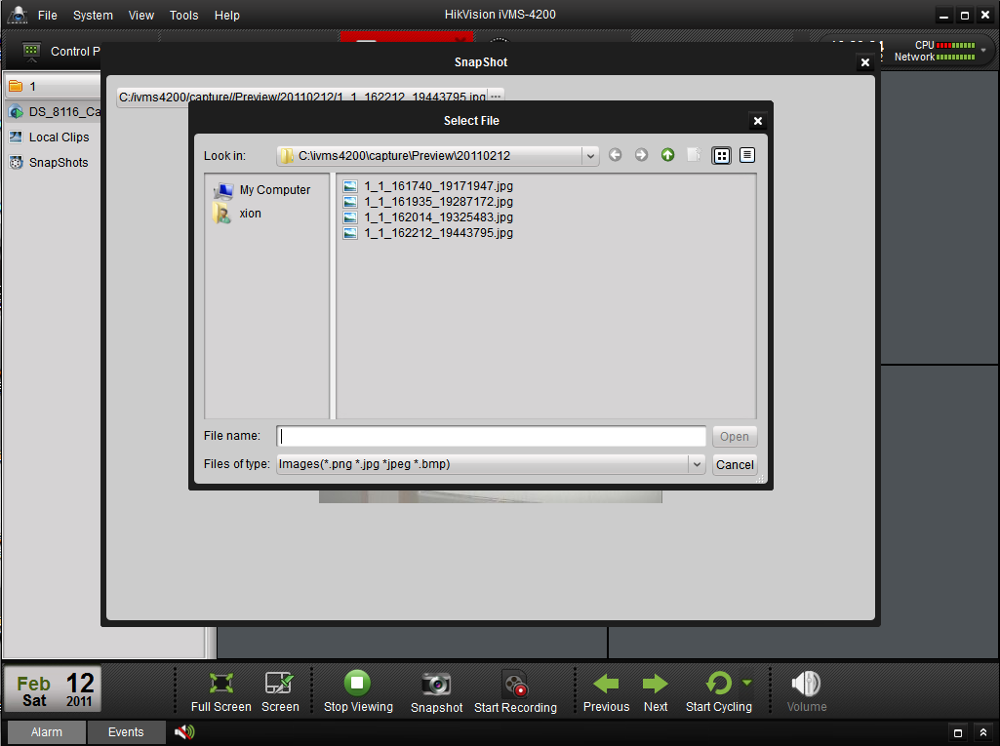 File System View Tools Help HikVision iVMS-4200
Control P
CPU
Network
SnapShot
C:/ivms4200/capture//Preview/20110212/1_1_162212_19443795.jpg
1
DS_8116_Ca
Local Clips
SnapShots
Select File
Look in: C:\ivms4200\capture\Preview\20110212
My Computer
xion
1_1_161740_19171947.jpg
1_1_161935_19287172.jpg
1_1_162014_19325483.jpg
1_1_162212_19443795.jpg
File name: Open
Files of type: Images(*.png *.jpg *jpeg *.bmp) Cancel
Feb 12
Sat 2011
Full Screen Screen Stop Viewing Snapshot Start Recording Previous Next Start Cycling Volume
Alarm Events